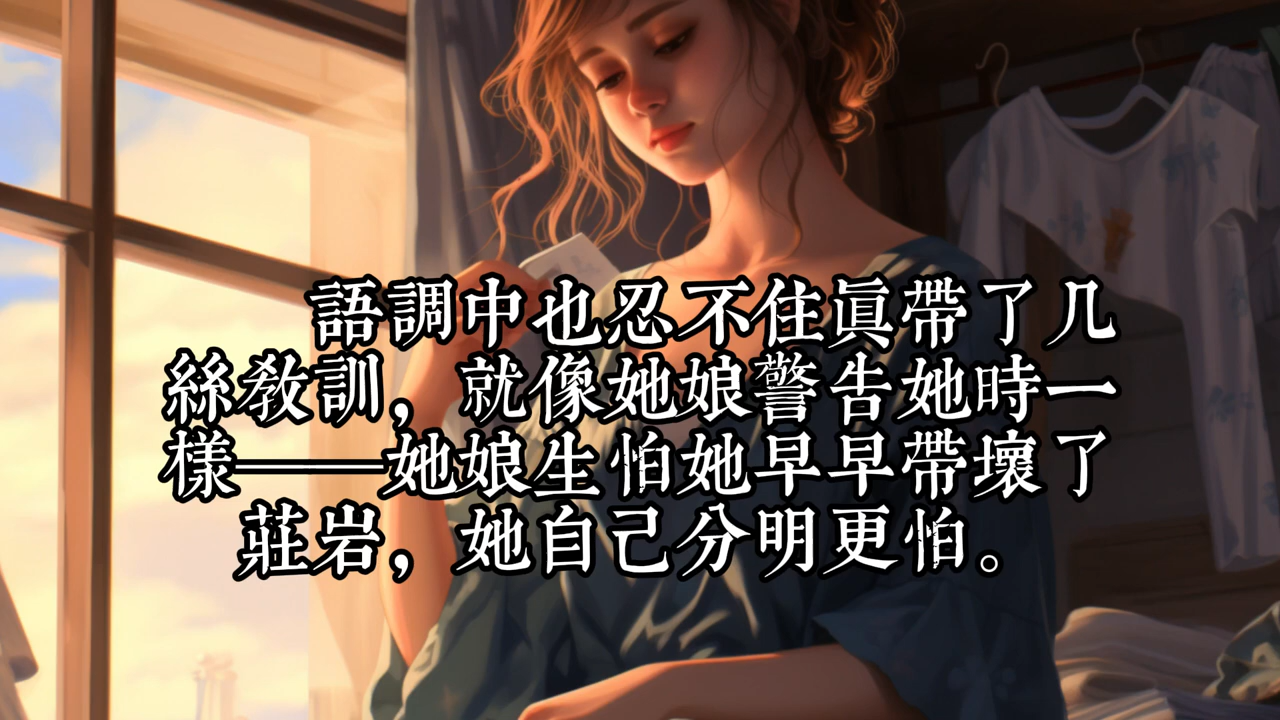 語調中也忍不住眞帶了几
絲教訓，就像她娘警告她時一
樣——她娘生怕她早早帶壞了
莊岩，她自己分明更怕。